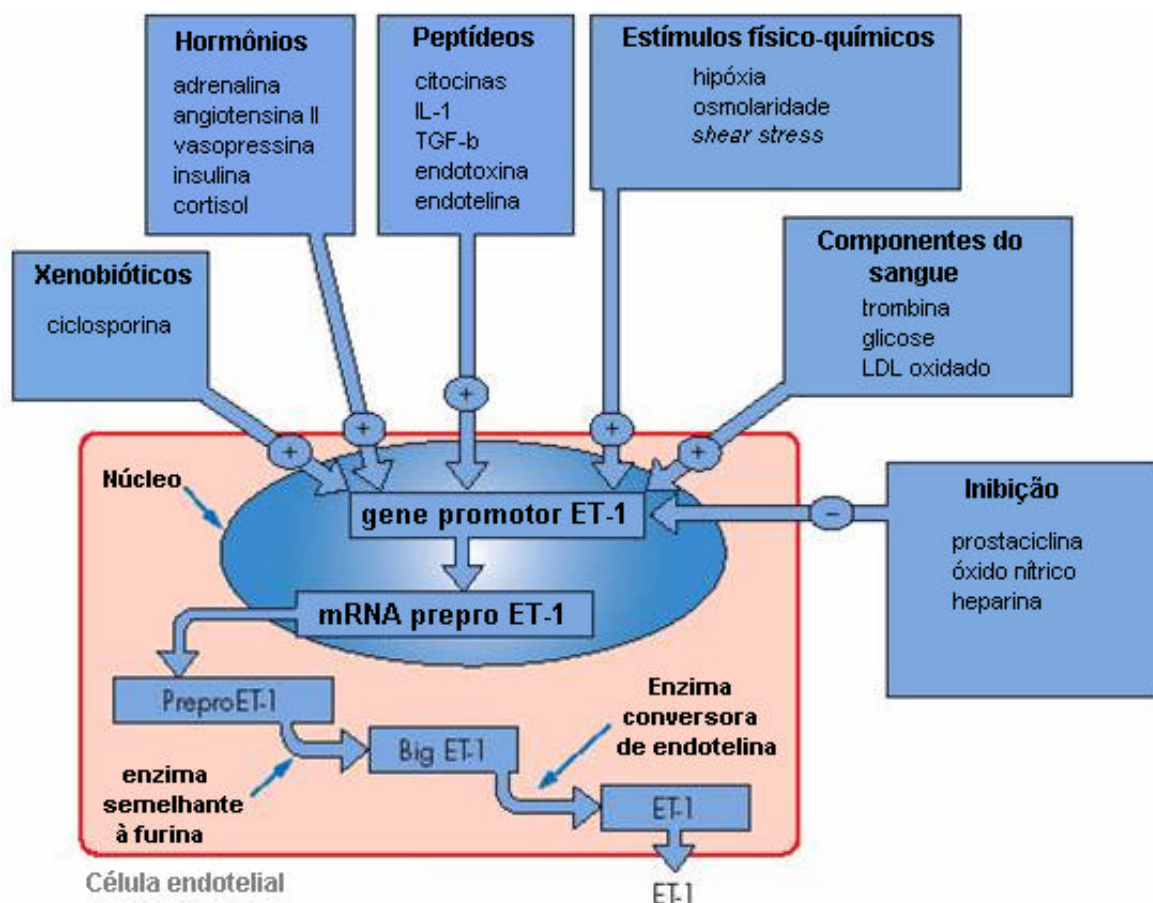 Hormônios
adrenalina
angiotensina II
vasopressina
insulina
cortisol
Peptídeos
citocinas
IL-1
TGF-b
endotoxina
endotelina
Estímulos físico-químicos
hipóxia
osmolaridade
shear stress
Xenobióticos
ciclosporina
Componentes do
sangue
trombina
glicose
LDL oxidado
+
+
+
+
+
Núcleo
gene promotor ET-1
−
Inibição
prostaciclina
óxido nítrico
heparina
mRNA prepro ET-1
PreproET-1
enzima
semelhante
à furina
Big ET-1
Enzima
conversora
de endotelina
ET-1
ET-1
Célula endotelial